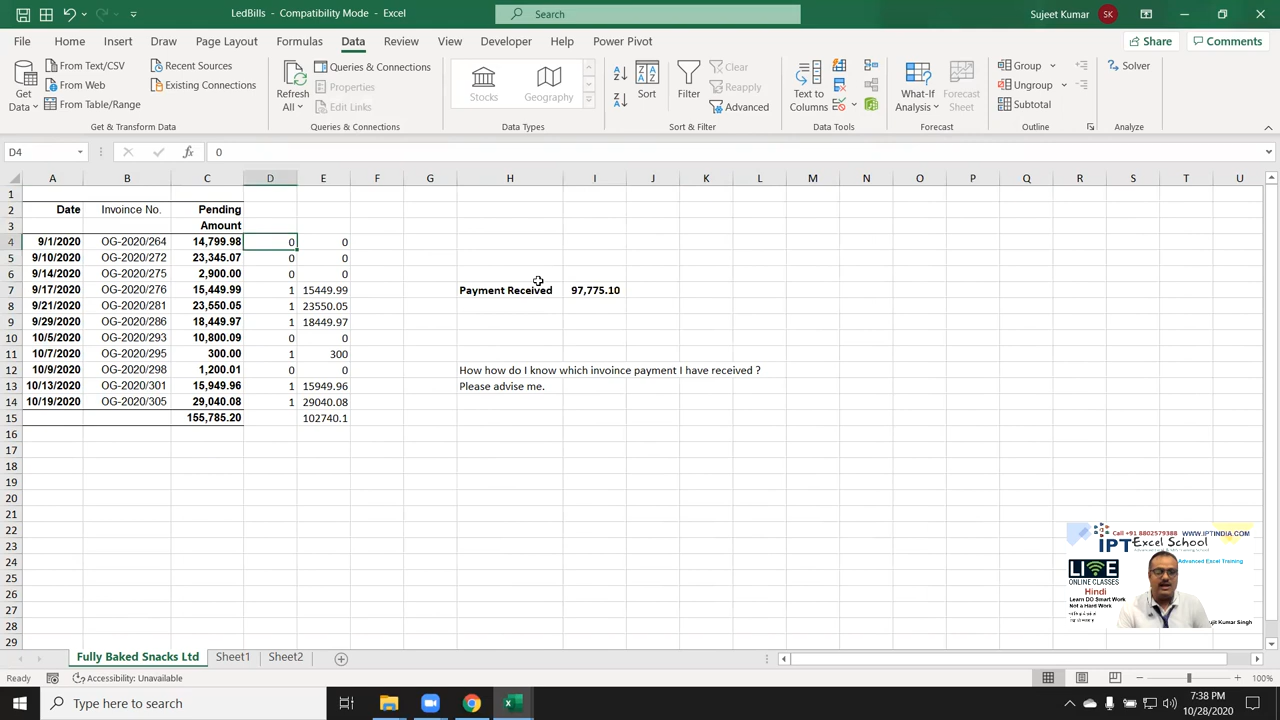 LedBills - Compatibility Mode - Excel
Search
Sujeet Kumar
SK
File Home Insert Draw Page Layout Formulas Data Review View Developer Help Power Pivot
Share
Comments
Get Data
From Text/CSV
From Web
From Table/Range
Recent Sources
Existing Connections
Refresh All
Queries & Connections
Properties
Edit Links
Stocks
Geography
Sort
Filter
Clear
Reapply
Advanced
Text to Columns
What-If Analysis
Forecast Sheet
Group
Ungroup
Subtotal
Solver
Get & Transform Data
Queries & Connections
Data Types
Sort & Filter
Data Tools
Forecast
Outline
Analyze
D4
fx
0
A B C D E F G H I J K L M N O P Q R S T U
1
2 Date Invoince No. Pending
3 Amount
4 9/1/2020 OG-2020/264 14,799.98 0 0
5 9/10/2020 OG-2020/272 23,345.07 0 0
6 9/14/2020 OG-2020/275 2,900.00 0 0
7 9/17/2020 OG-2020/276 15,449.99 1 15449.99 Payment Received 97,775.10
8 9/21/2020 OG-2020/281 23,550.05 1 23550.05
9 9/29/2020 OG-2020/286 18,449.97 1 18449.97
10 10/5/2020 OG-2020/293 10,800.09 0 0
11 10/7/2020 OG-2020/295 300.00 1 300
12 10/9/2020 OG-2020/298 1,200.01 0 0 How how do I know which invoince payment I have received ?
13 10/13/2020 OG-2020/301 15,949.96 1 15949.96 Please advise me.
14 10/19/2020 OG-2020/305 29,040.08 1 29040.08
15 155,785.20 102740.1
16
17
18
19
20
21
22
23
24
25
26
27
28
29
Call +91 8802579388 WWW.IPTINDIA.COM
IPT Excel School
Advanced Excel Training
LIVE
ONLINE CLASSES
Hindi
Learn DO Smart Work
Not a Hard Work
Kumar Singh
Fully Baked Snacks Ltd
Sheet1
Sheet2
Ready
Accessibility: Unavailable
100%
Type here to search
7:38 PM
10/28/2020